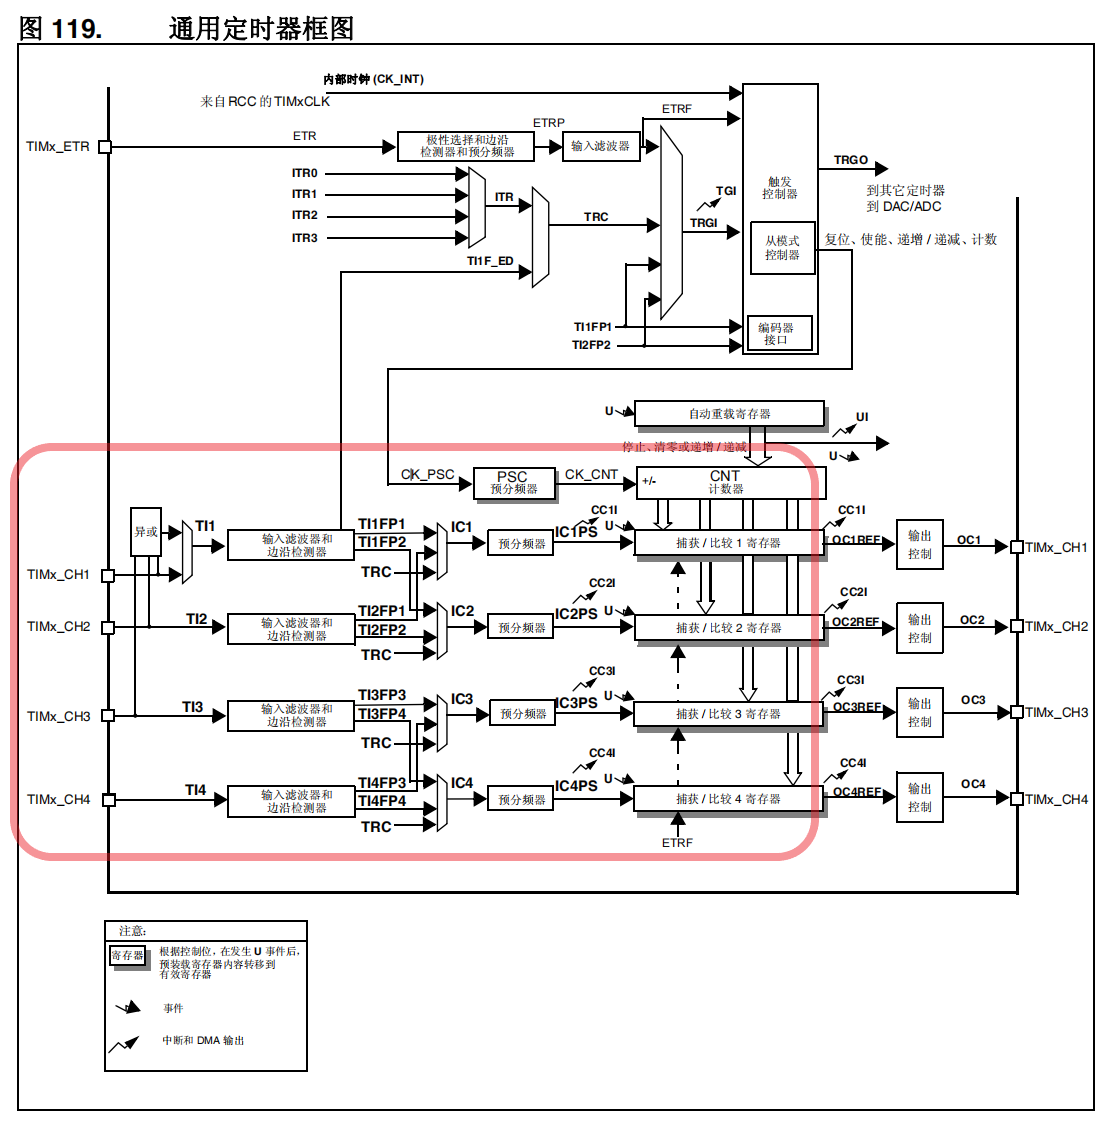 图 119. 通用定时器框图
内部时钟 (CK_INT)
来自 RCC 的 TIMxCLK
ETRF
TIMx_ETR
ETR
极性选择和边沿
检测器和预分频器
ETRP
输入滤波器
触发
控制器
TRGO
到其它定时器
到 DAC/ADC
ITR0
ITR1
ITR2
ITR3
ITR
TRC
TGI
TRGI
TI1F_ED
从模式
控制器
复位、使能、递增 / 递减、计数
TI1FP1
TI2FP2
编码器
接口
U
自动重载寄存器
UI
U
停止、清零或递增 / 递减
CK_PSC
PSC
预分频器
CK_CNT
+/-
CNT
计数器
异或
TI1
TIMx_CH1
输入滤波器和
边沿检测器
TI1FP1
TI1FP2
TRC
IC1
预分频器
CC1I
IC1PS
U
捕获 / 比较 1 寄存器
CC1I
OC1REF
输出
控制
OC1
TIMx_CH1
TIMx_CH2
TI2
输入滤波器和
边沿检测器
TI2FP1
TI2FP2
TRC
IC2
预分频器
CC2I
IC2PS
U
捕获 / 比较 2 寄存器
CC2I
OC2REF
输出
控制
OC2
TIMx_CH2
TIMx_CH3
TI3
输入滤波器和
边沿检测器
TI3FP3
TI3FP4
TRC
IC3
预分频器
CC3I
IC3PS
U
捕获 / 比较 3 寄存器
CC3I
OC3REF
输出
控制
OC3
TIMx_CH3
TIMx_CH4
TI4
输入滤波器和
边沿检测器
TI4FP3
TI4FP4
TRC
IC4
预分频器
CC4I
IC4PS
U
捕获 / 比较 4 寄存器
CC4I
OC4REF
输出
控制
OC4
TIMx_CH4
ETRF
注意:
寄存器
根据控制位, 在发生 U 事件后,
预装载寄存器内容转移到
有效寄存器
事件
中断和 DMA 输出